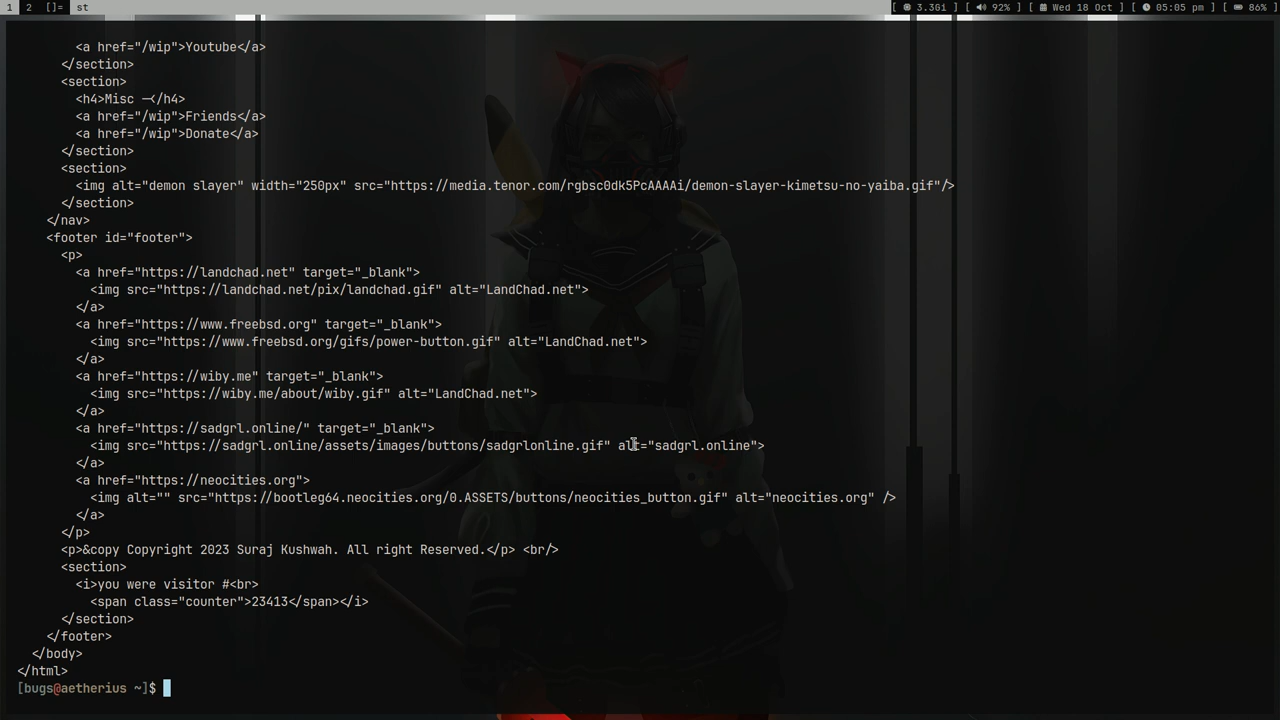 1 2 []= st [ 3.3Gi ] [ 92% ] [ Wed 18 Oct ] [ 05:05 pm ] [ 86% ]
<a href="/wip">Youtube</a>
</section>
<section>
<h4>Misc —</h4>
<a href="/wip">Friends</a>
<a href="/wip">Donate</a>
</section>
<section>
<img alt="demon slayer" width="250px" src="https://media.tenor.com/rgbsc0dk5PcAAAAi/demon-slayer-kimetsu-no-yaiba.gif"/>
</section>
</nav>
<footer id="footer">
<p>
<a href="https://landchad.net" target="_blank">
<img src="https://landchad.net/pix/landchad.gif" alt="LandChad.net">
</a>
<a href="https://www.freebsd.org" target="_blank">
<img src="https://www.freebsd.org/gifs/power-button.gif" alt="LandChad.net">
</a>
<a href="https://wiby.me" target="_blank">
<img src="https://wiby.me/about/wiby.gif" alt="LandChad.net">
</a>
<a href="https://sadgrl.online/" target="_blank">
<img src="https://sadgrl.online/assets/images/buttons/sadgrlonline.gif" alt="sadgrl.online">
</a>
<a href="https://neocities.org">
<img alt="" src="https://bootleg64.neocities.org/0.ASSETS/buttons/neocities_button.gif" alt="neocities.org" />
</a>
</p>
<p>&copy Copyright 2023 Suraj Kushwah. All right Reserved.</p> <br/>
<section>
<i>you were visitor #<br>
<span class="counter">23413</span></i>
</section>
</footer>
</body>
</html>
[bugs@aetherius ~]$